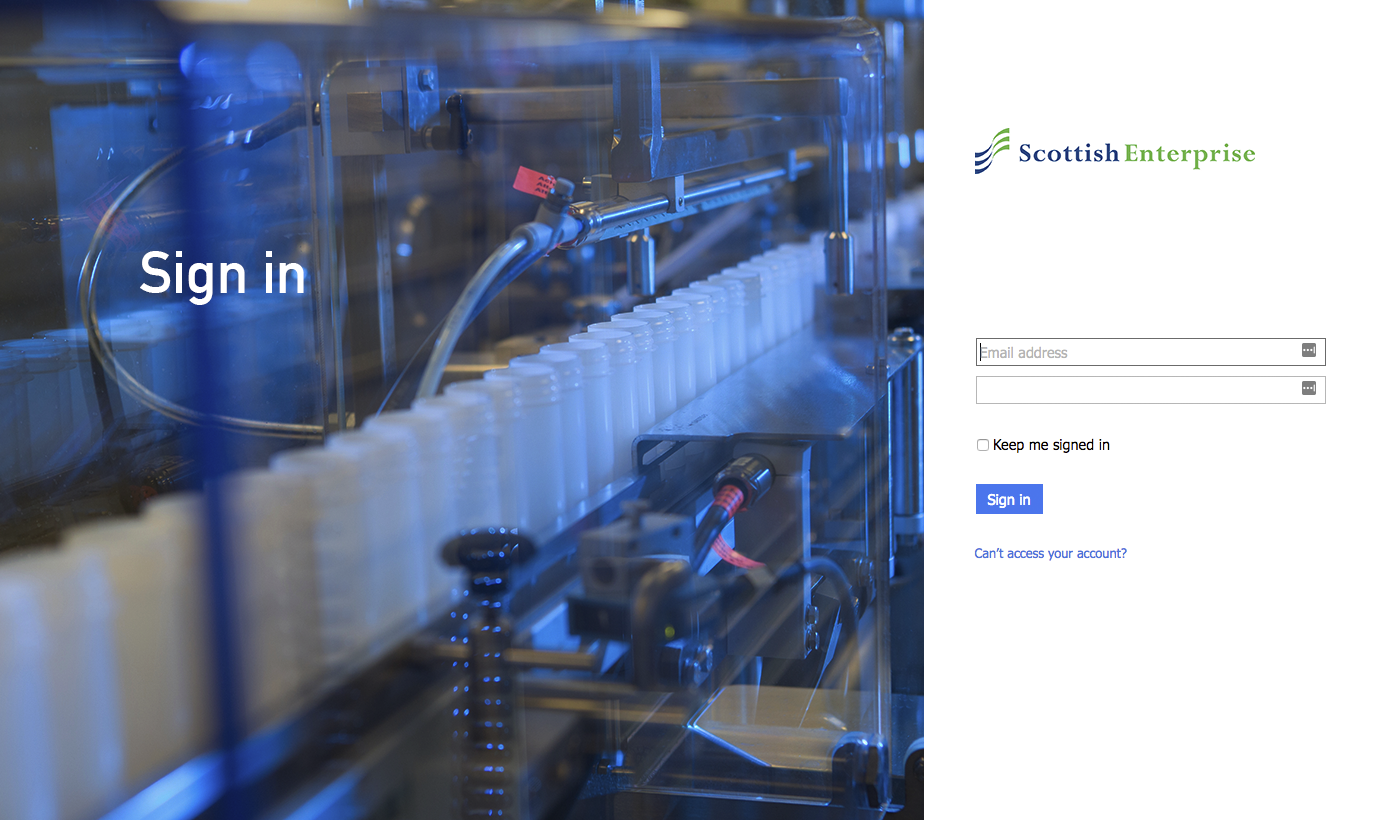 Sign in
Scottish Enterprise
Email address
Keep me signed in
Sign in
Can't access your account?